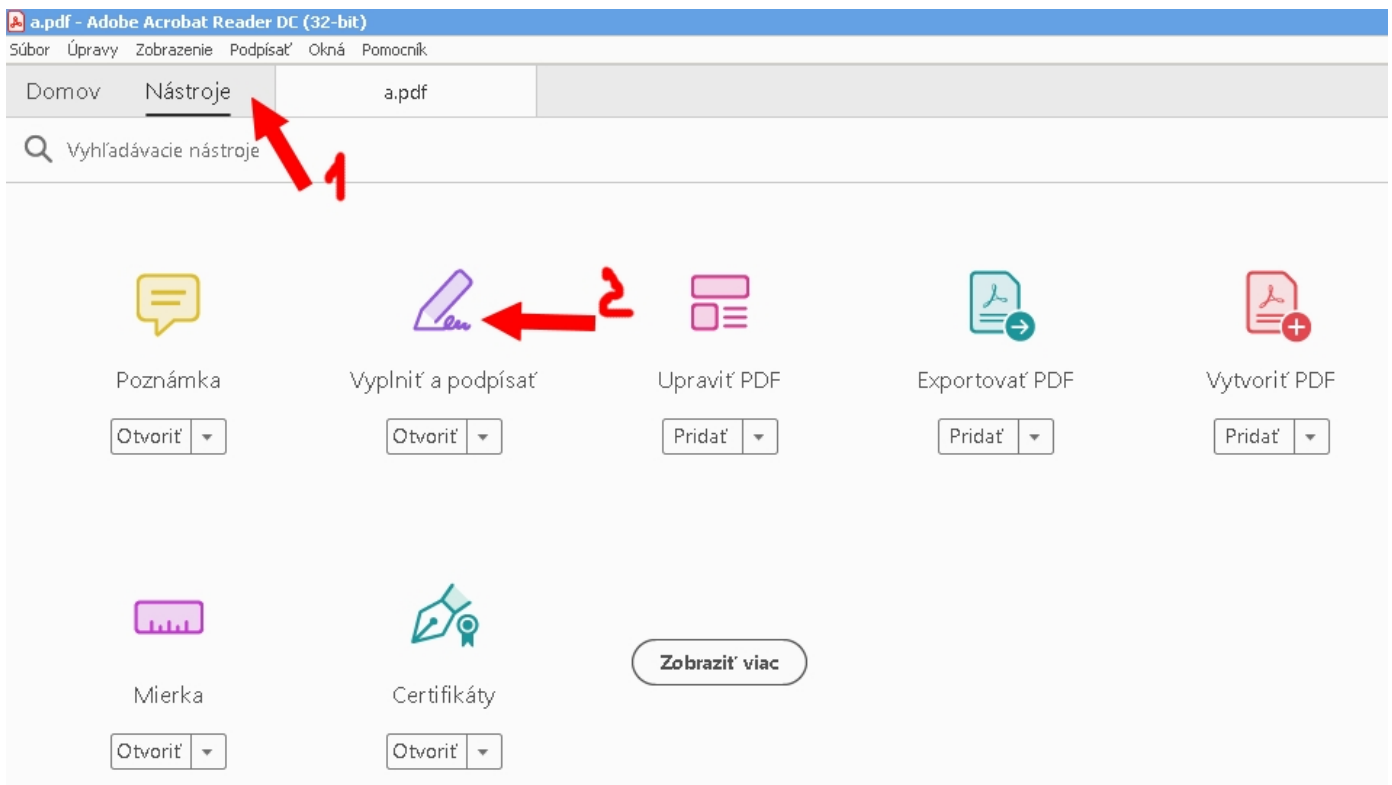 a.pdf - Adobe Acrobat Reader DC (32-bit)
Súbor Úpravy Zobrazenie Podpísať Okná Pomocník
Domov Nástroje a.pdf
Vyhľadávacie nástroje
1
2
Poznámka Vyplniť a podpísať Upraviť PDF Exportovať PDF Vytvoriť PDF
Otvoriť Otvoriť Pridať Pridať Pridať
Zobraziť viac
Mierka Certifikáty
Otvoriť Otvoriť